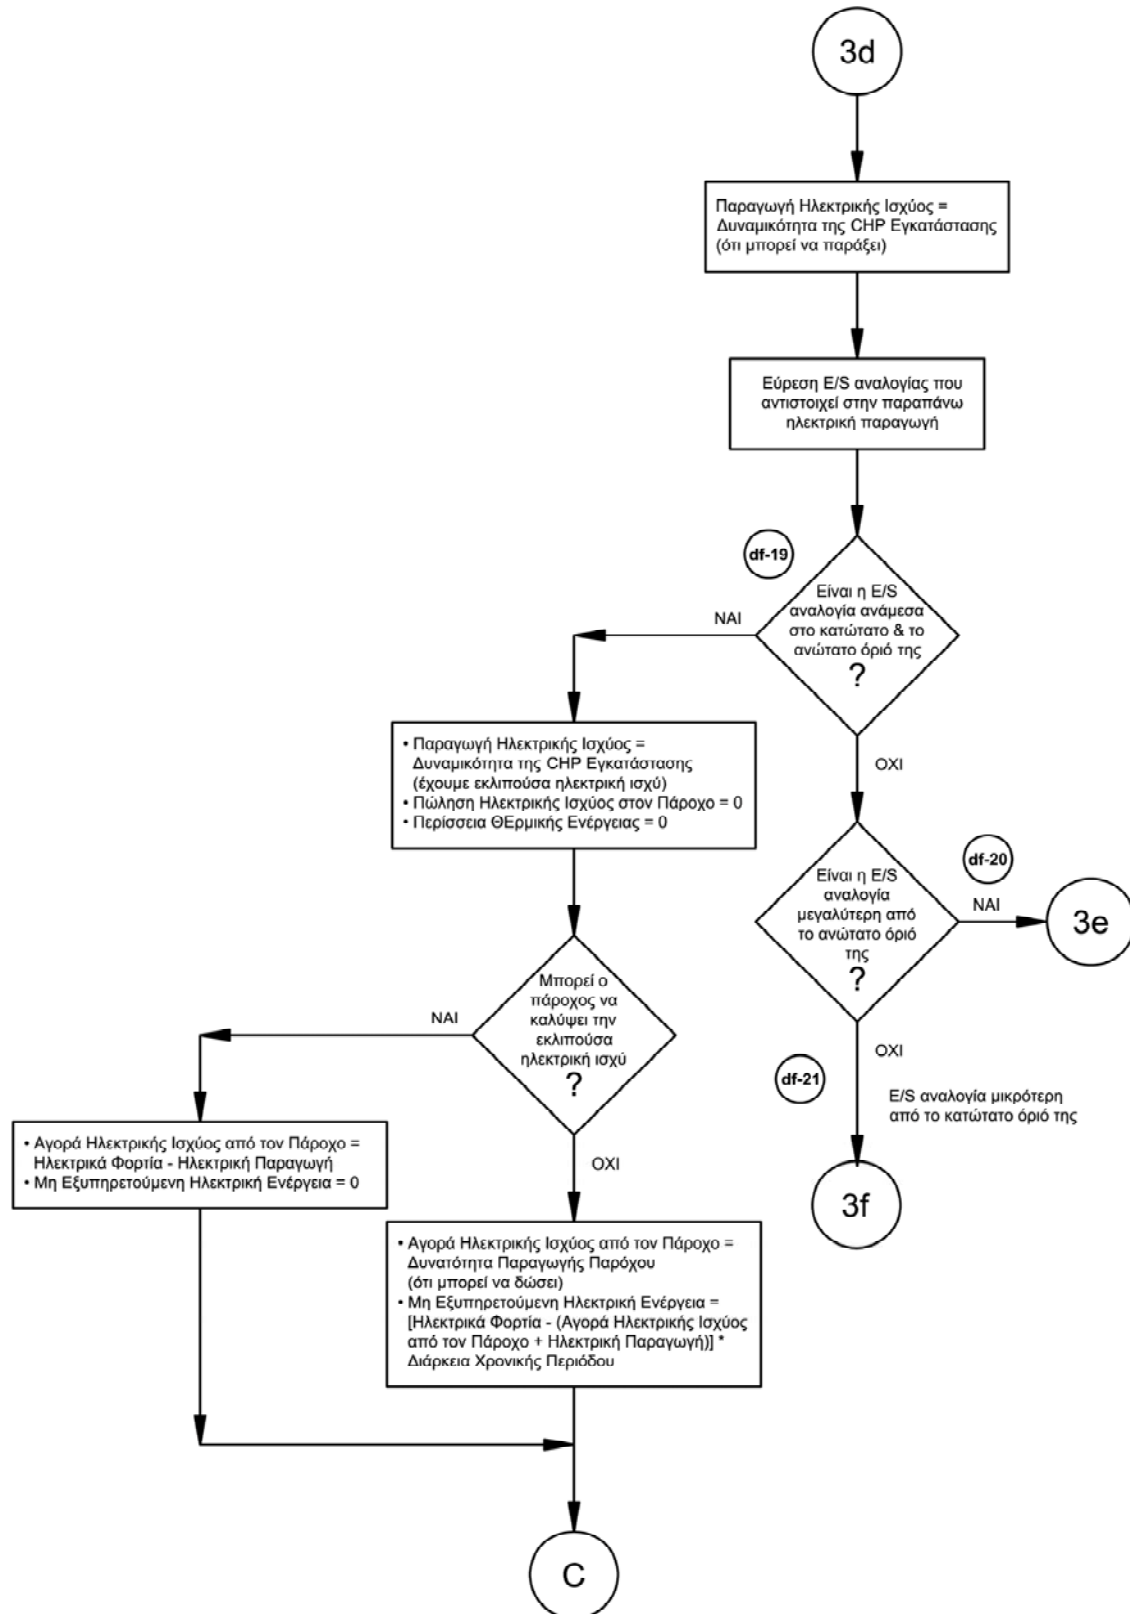 3d
Παραγωγή Ηλεκτρικής Ισχύος =
Δυναμικότητα της CHP Εγκατάστασης
(ότι μπορεί να παράξει)
Εύρεση E/S αναλογίας που
αντιστοιχεί στην παραπάνω
ηλεκτρική παραγωγή
df-19
Είναι η E/S
αναλογία ανάμεσα
στο κατώτατο & το
ανώτατο όριό της
?
ΝΑΙ
ΟΧΙ
• Παραγωγή Ηλεκτρικής Ισχύος =
Δυναμικότητα της CHP Εγκατάστασης
(έχουμε εκλιπούσα ηλεκτρική ισχύ)
• Πώληση Ηλεκτρικής Ισχύος στον Πάροχο = 0
• Περίσσεια ΘΕρμικής Ενέργειας = 0
df-20
Είναι η E/S
αναλογία
μεγαλύτερη από
το ανώτατο όριό
της
?
ΝΑΙ
3e
Μπορεί ο
πάροχος να
καλύψει την
εκλιπούσα
ηλεκτρική ισχύ
?
ΝΑΙ
ΟΧΙ
df-21
ΟΧΙ
E/S αναλογία μικρότερη
από το κατώτατο όριό της
3f
• Αγορά Ηλεκτρικής Ισχύος από τον Πάροχο =
Ηλεκτρικά Φορτία - Ηλεκτρική Παραγωγή
• Μη Εξυπηρετούμενη Ηλεκτρική Ενέργεια = 0
• Αγορά Ηλεκτρικής Ισχύος από τον Πάροχο =
Δυνατότητα Παραγωγής Παρόχου
(ότι μπορεί να δώσει)
• Μη Εξυπηρετούμενη Ηλεκτρική Ενέργεια =
[Ηλεκτρικά Φορτία - (Αγορά Ηλεκτρικής Ισχύος
από τον Πάροχο + Ηλεκτρική Παραγωγή)] *
Διάρκεια Χρονικής Περιόδου
C